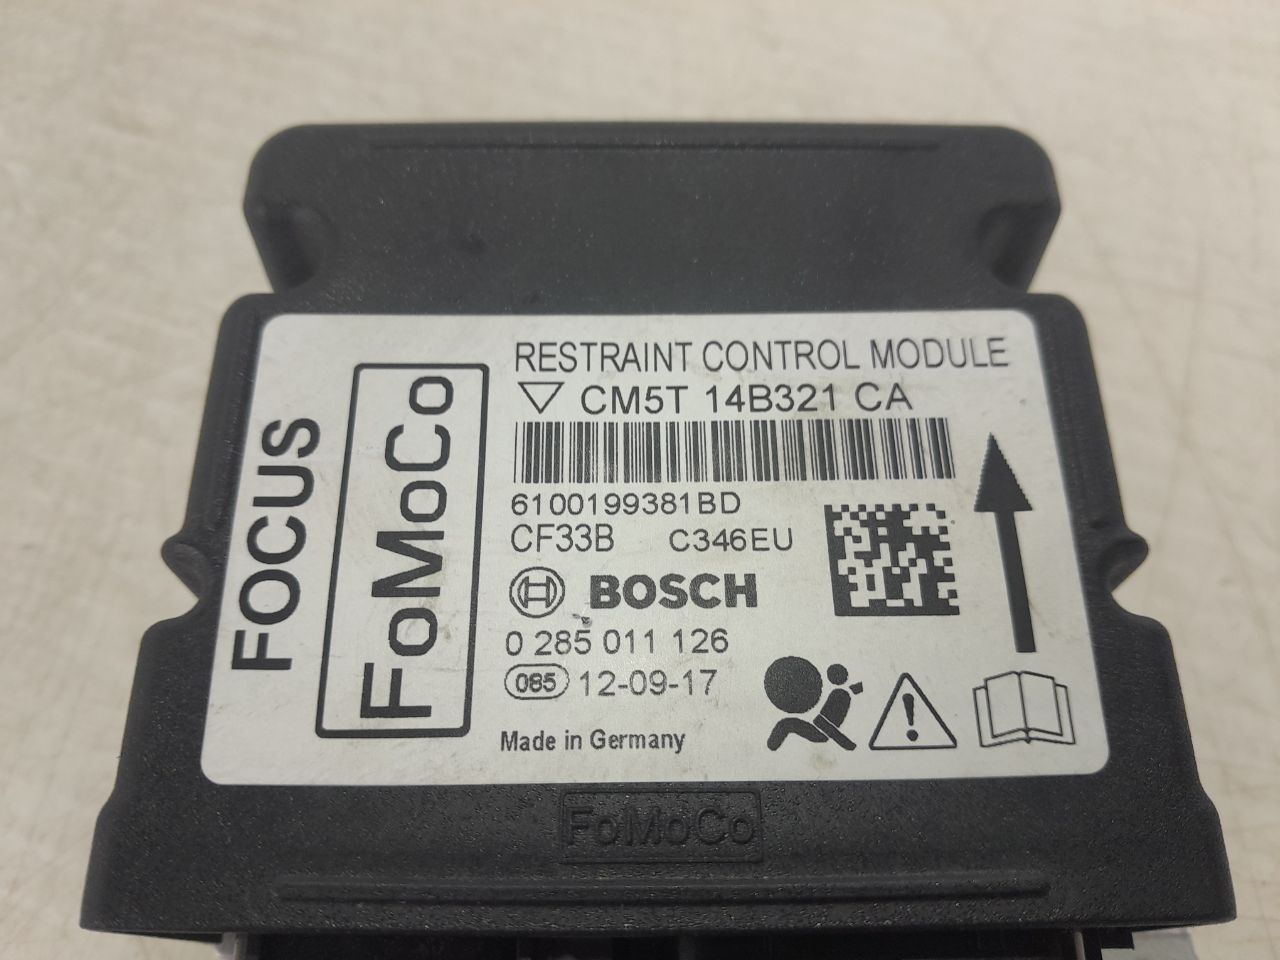 RESTRAINT CONTROL MODULE
CM5T 14B321 CA
6100199381BD
CF33B C346EU
BOSCH
0 285 011 126
085 12-09-17
Made in Germany
FOCUS
FoMoCo
FoMoCo